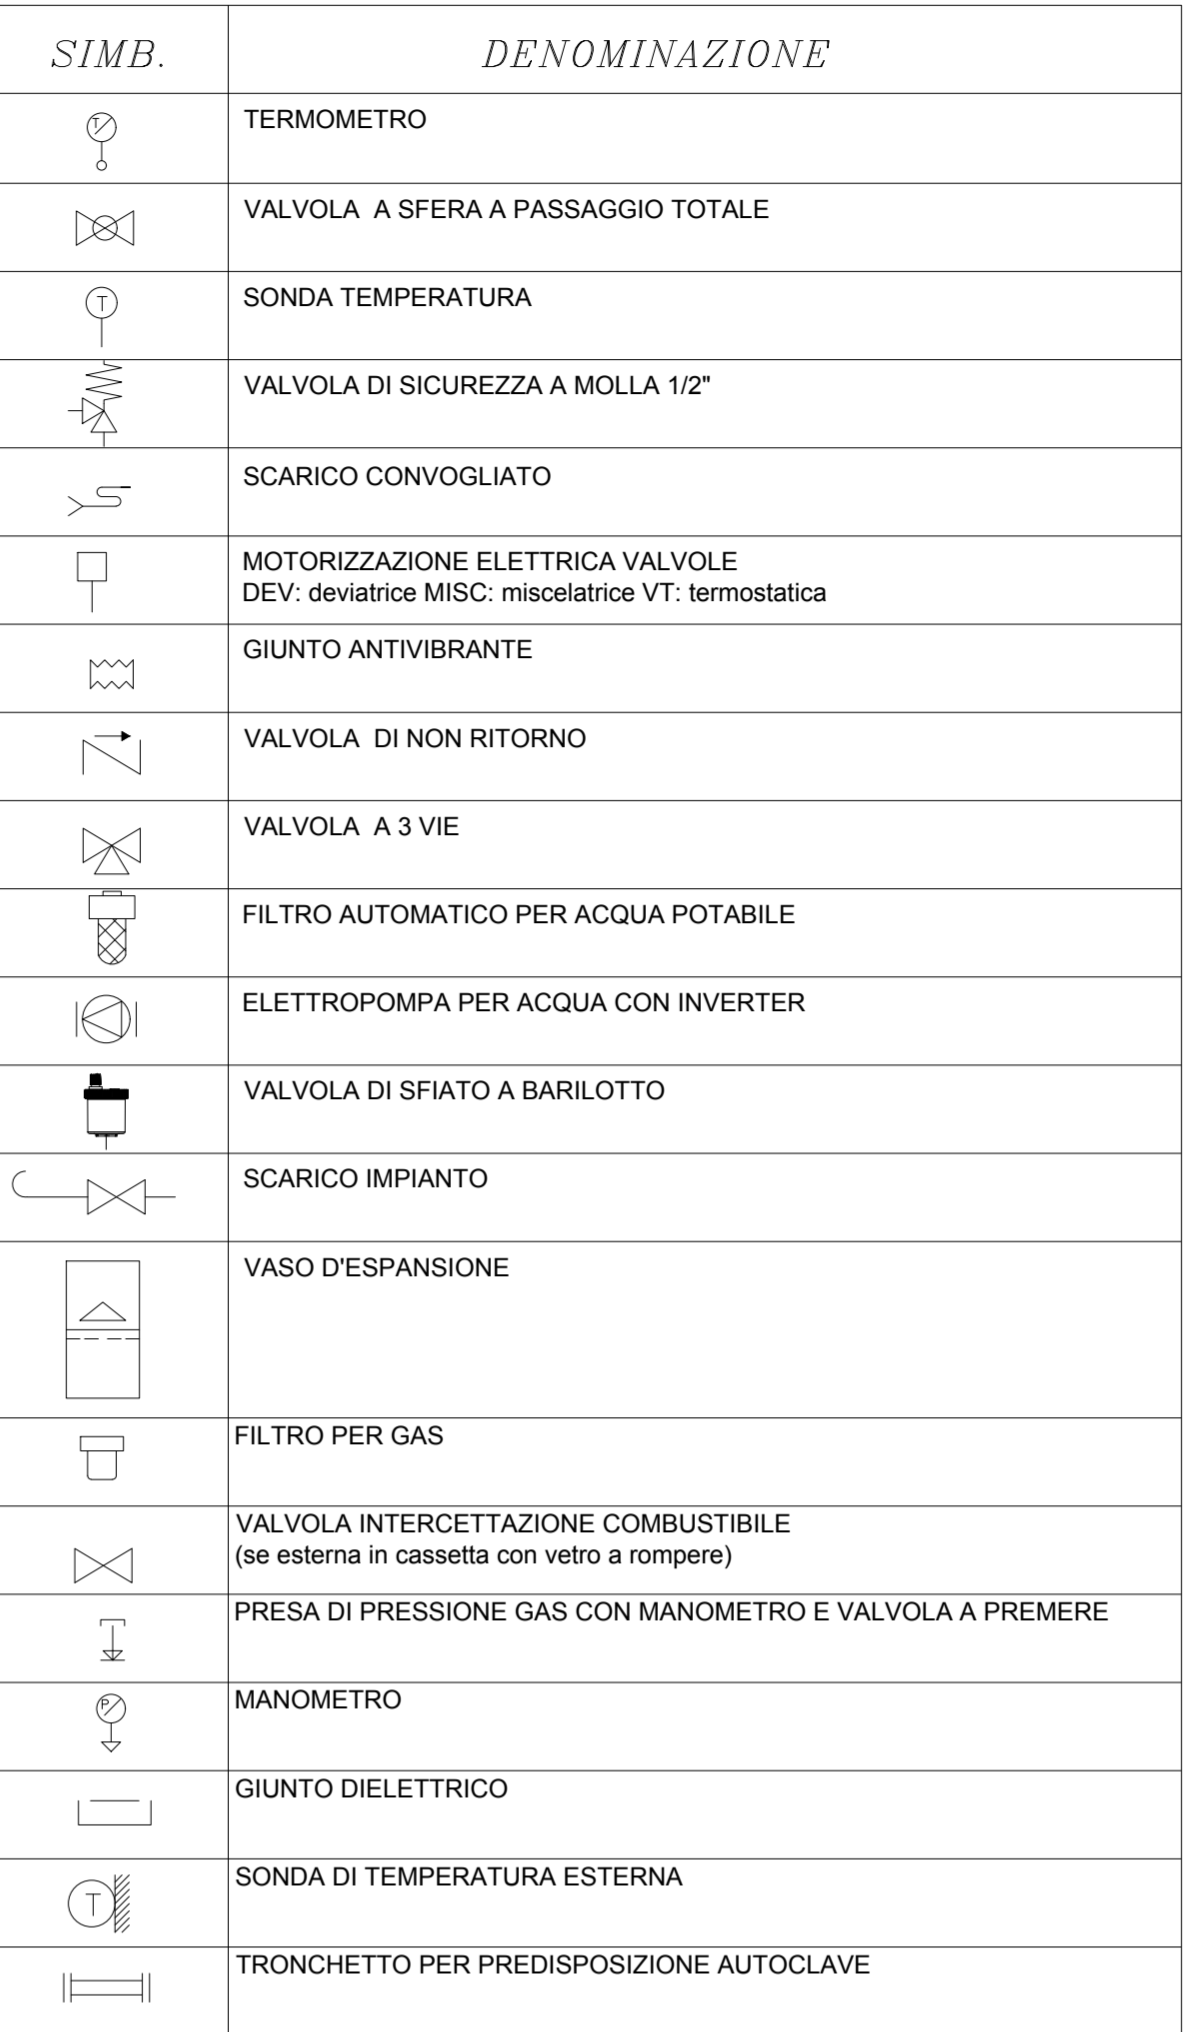 SIMB. DENOMINAZIONE
T TERMOMETRO
VALVOLA A SFERA A PASSAGGIO TOTALE
T SONDA TEMPERATURA
VALVOLA DI SICUREZZA A MOLLA 1/2"
SCARICO CONVOGLIATO
MOTORIZZAZIONE ELETTRICA VALVOLE
DEV: deviatrice MISC: miscelatrice VT: termostatica
GIUNTO ANTIVIBRANTE
VALVOLA DI NON RITORNO
VALVOLA A 3 VIE
FILTRO AUTOMATICO PER ACQUA POTABILE
ELETTROPOMPA PER ACQUA CON INVERTER
VALVOLA DI SFIATO A BARILOTTO
SCARICO IMPIANTO
VASO D'ESPANSIONE
FILTRO PER GAS
VALVOLA INTERCETTAZIONE COMBUSTIBILE
(se esterna in cassetta con vetro a rompere)
PRESA DI PRESSIONE GAS CON MANOMETRO E VALVOLA A PREMERE
P MANOMETRO
GIUNTO DIELETTRICO
T SONDA DI TEMPERATURA ESTERNA
TRONCHETTO PER PREDISPOSIZIONE AUTOCLAVE